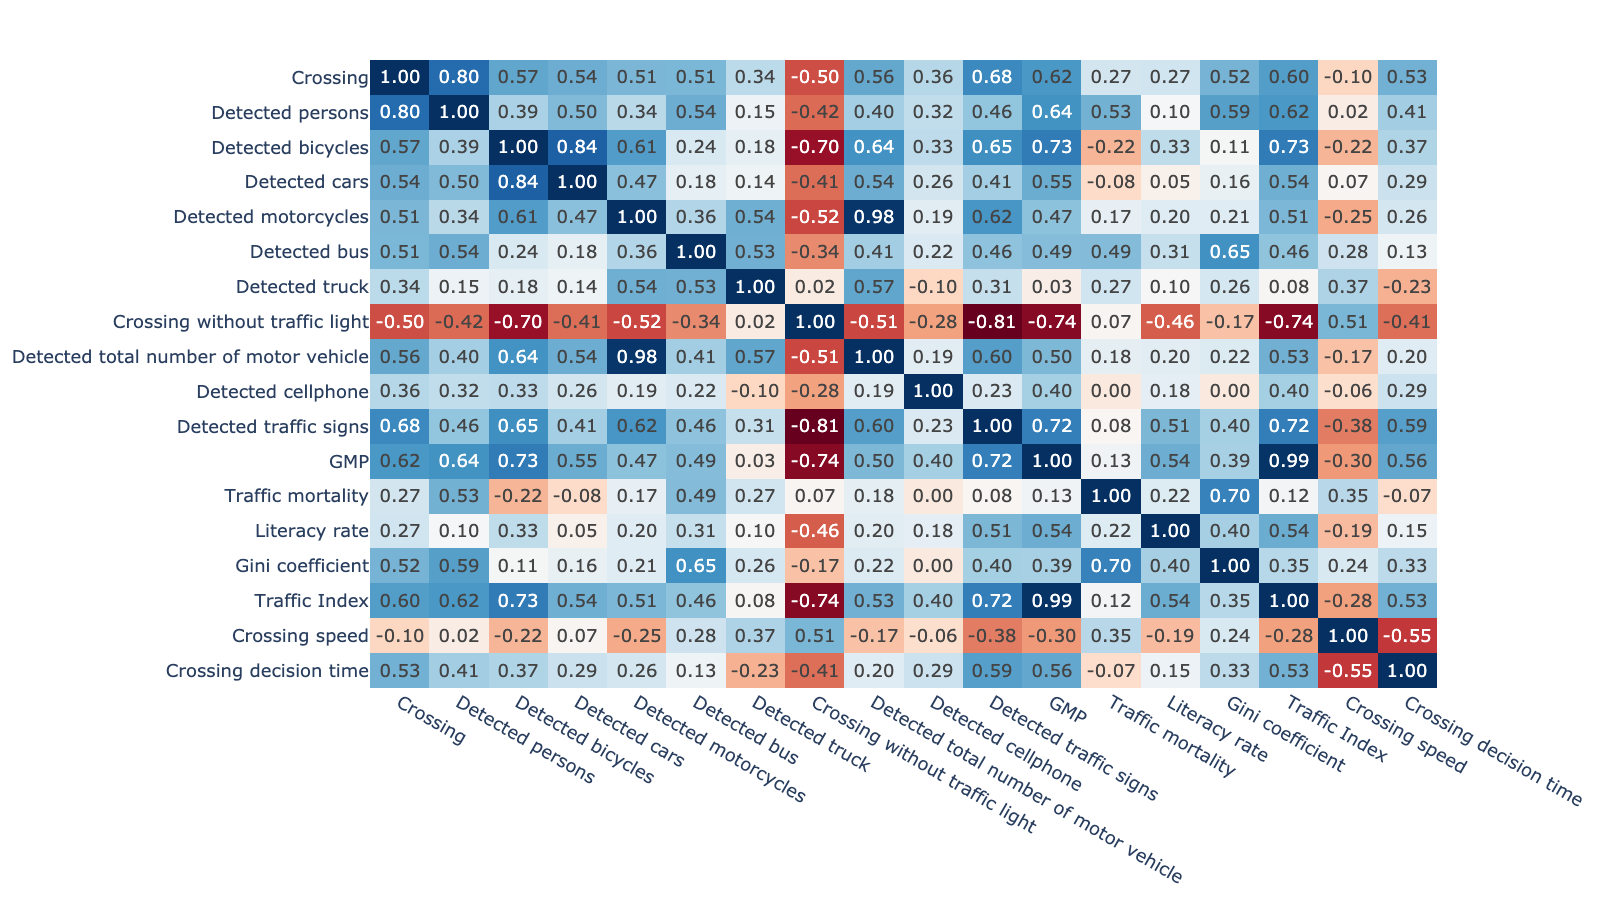 Crossing 1.00 0.80 0.57 0.54 0.51 0.51 0.34 -0.50 0.56 0.36 0.68 0.62 0.27 0.27 0.52 0.60 -0.10 0.53
Detected persons 0.80 1.00 0.39 0.50 0.34 0.54 0.15 -0.42 0.40 0.32 0.46 0.64 0.53 0.10 0.59 0.62 0.02 0.41
Detected bicycles 0.57 0.39 1.00 0.84 0.61 0.24 0.18 -0.70 0.64 0.33 0.65 0.73 -0.22 0.33 0.11 0.73 -0.22 0.37
Detected cars 0.54 0.50 0.84 1.00 0.47 0.18 0.14 -0.41 0.54 0.26 0.41 0.55 -0.08 0.05 0.16 0.54 0.07 0.29
Detected motorcycles 0.51 0.34 0.61 0.47 1.00 0.36 0.54 -0.52 0.98 0.19 0.62 0.47 0.17 0.20 0.21 0.51 -0.25 0.26
Detected bus 0.51 0.54 0.24 0.18 0.36 1.00 0.53 -0.34 0.41 0.22 0.46 0.49 0.49 0.31 0.65 0.46 0.28 0.13
Detected truck 0.34 0.15 0.18 0.14 0.54 0.53 1.00 0.02 0.57 -0.10 0.31 0.03 0.27 0.10 0.26 0.08 0.37 -0.23
Crossing without traffic light -0.50 -0.42 -0.70 -0.41 -0.52 -0.34 0.02 1.00 -0.51 -0.28 -0.81 -0.74 0.07 -0.46 -0.17 -0.74 0.51 -0.41
Detected total number of motor vehicle 0.56 0.40 0.64 0.54 0.98 0.41 0.57 -0.51 1.00 0.19 0.60 0.50 0.18 0.20 0.22 0.53 -0.17 0.20
Detected cellphone 0.36 0.32 0.33 0.26 0.19 0.22 -0.10 -0.28 0.19 1.00 0.23 0.40 0.00 0.18 0.00 0.40 -0.06 0.29
Detected traffic signs 0.68 0.46 0.65 0.41 0.62 0.46 0.31 -0.81 0.60 0.23 1.00 0.72 0.08 0.51 0.40 0.72 -0.38 0.59
GMP 0.62 0.64 0.73 0.55 0.47 0.49 0.03 -0.74 0.50 0.40 0.72 1.00 0.13 0.54 0.39 0.99 -0.30 0.56
Traffic mortality 0.27 0.53 -0.22 -0.08 0.17 0.49 0.27 0.07 0.18 0.00 0.08 0.13 1.00 0.22 0.70 0.12 0.35 -0.07
Literacy rate 0.27 0.10 0.33 0.05 0.20 0.31 0.10 -0.46 0.20 0.18 0.51 0.54 0.22 1.00 0.40 0.54 -0.19 0.15
Gini coefficient 0.52 0.59 0.11 0.16 0.21 0.65 0.26 -0.17 0.22 0.00 0.40 0.39 0.70 0.40 1.00 0.35 0.24 0.33
Traffic Index 0.60 0.62 0.73 0.54 0.51 0.46 0.08 -0.74 0.53 0.40 0.72 0.99 0.12 0.54 0.35 1.00 -0.28 0.53
Crossing speed -0.10 0.02 -0.22 0.07 -0.25 0.28 0.37 0.51 -0.17 -0.06 -0.38 -0.30 0.35 -0.19 0.24 -0.28 1.00 -0.55
Crossing decision time 0.53 0.41 0.37 0.29 0.26 0.13 -0.23 -0.41 0.20 0.29 0.59 0.56 -0.07 0.15 0.33 0.53 -0.55 1.00
Crossing
Detected persons
Detected bicycles
Detected cars
Detected motorcycles
Detected bus
Detected truck
Crossing without traffic light
Detected total number of motor vehicle
Detected cellphone
Detected traffic signs
GMP
Traffic mortality
Literacy rate
Gini coefficient
Traffic Index
Crossing speed
Crossing decision time